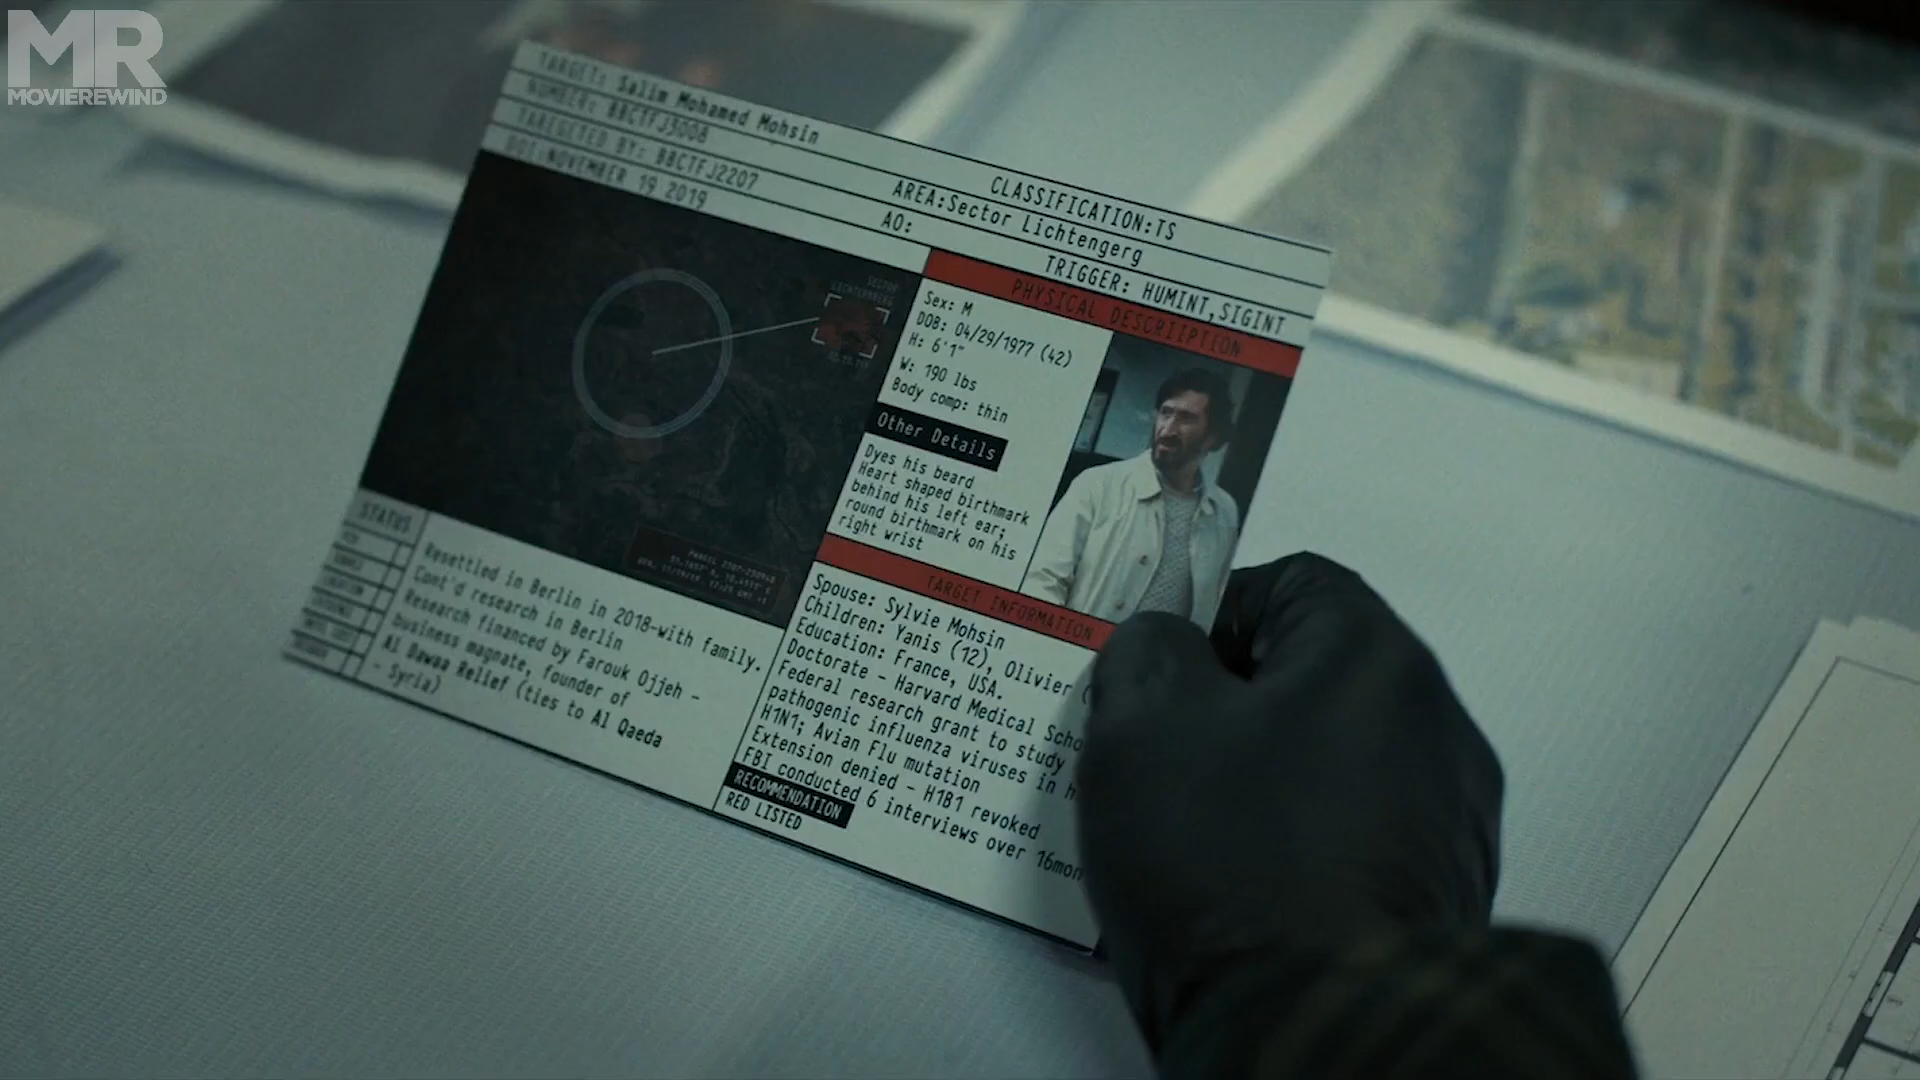 MR
MOVIEREWIND
TARGET: Salim Mohamed Mohsin
NUMBER: BBCTFJ3008
TARGETED BY: BBCTFJ2207
DOI:NOVEMBER 19 2019
CLASSIFICATION:TS
AREA:Sector Lichtengerg
AO:
TRIGGER: HUMINT,SIGINT
SECTOR
LICHTENBERG
PHYSICAL DESCRIIPTION
Sex: M
DOB: 04/29/1977 (42)
H: 6'1"
W: 190 lbs
Body comp: thin
Other Details
Dyes his beard
Heart shaped birthmark
behind his left ear;
round birthmark on his
right wrist
STATUS
Resettled in Berlin in 2018-with family.
Cont'd research in Berlin
Research financed by Farouk Ojjeh -
business magnate, founder of
Al Dawaa Relief (ties to Al Qaeda
- Syria)
TARGET INFORMATION
Spouse: Sylvie Mohsin
Children: Yanis (12), Olivier (
Education: France, USA.
Doctorate - Harvard Medical Scho
Federal research grant to study
pathogenic influenza viruses in h
H1N1; Avian Flu mutation
Extension denied - H1B1 revoked
FBI conducted 6 interviews over 16mon
RECOMMENDATION
RED LISTED